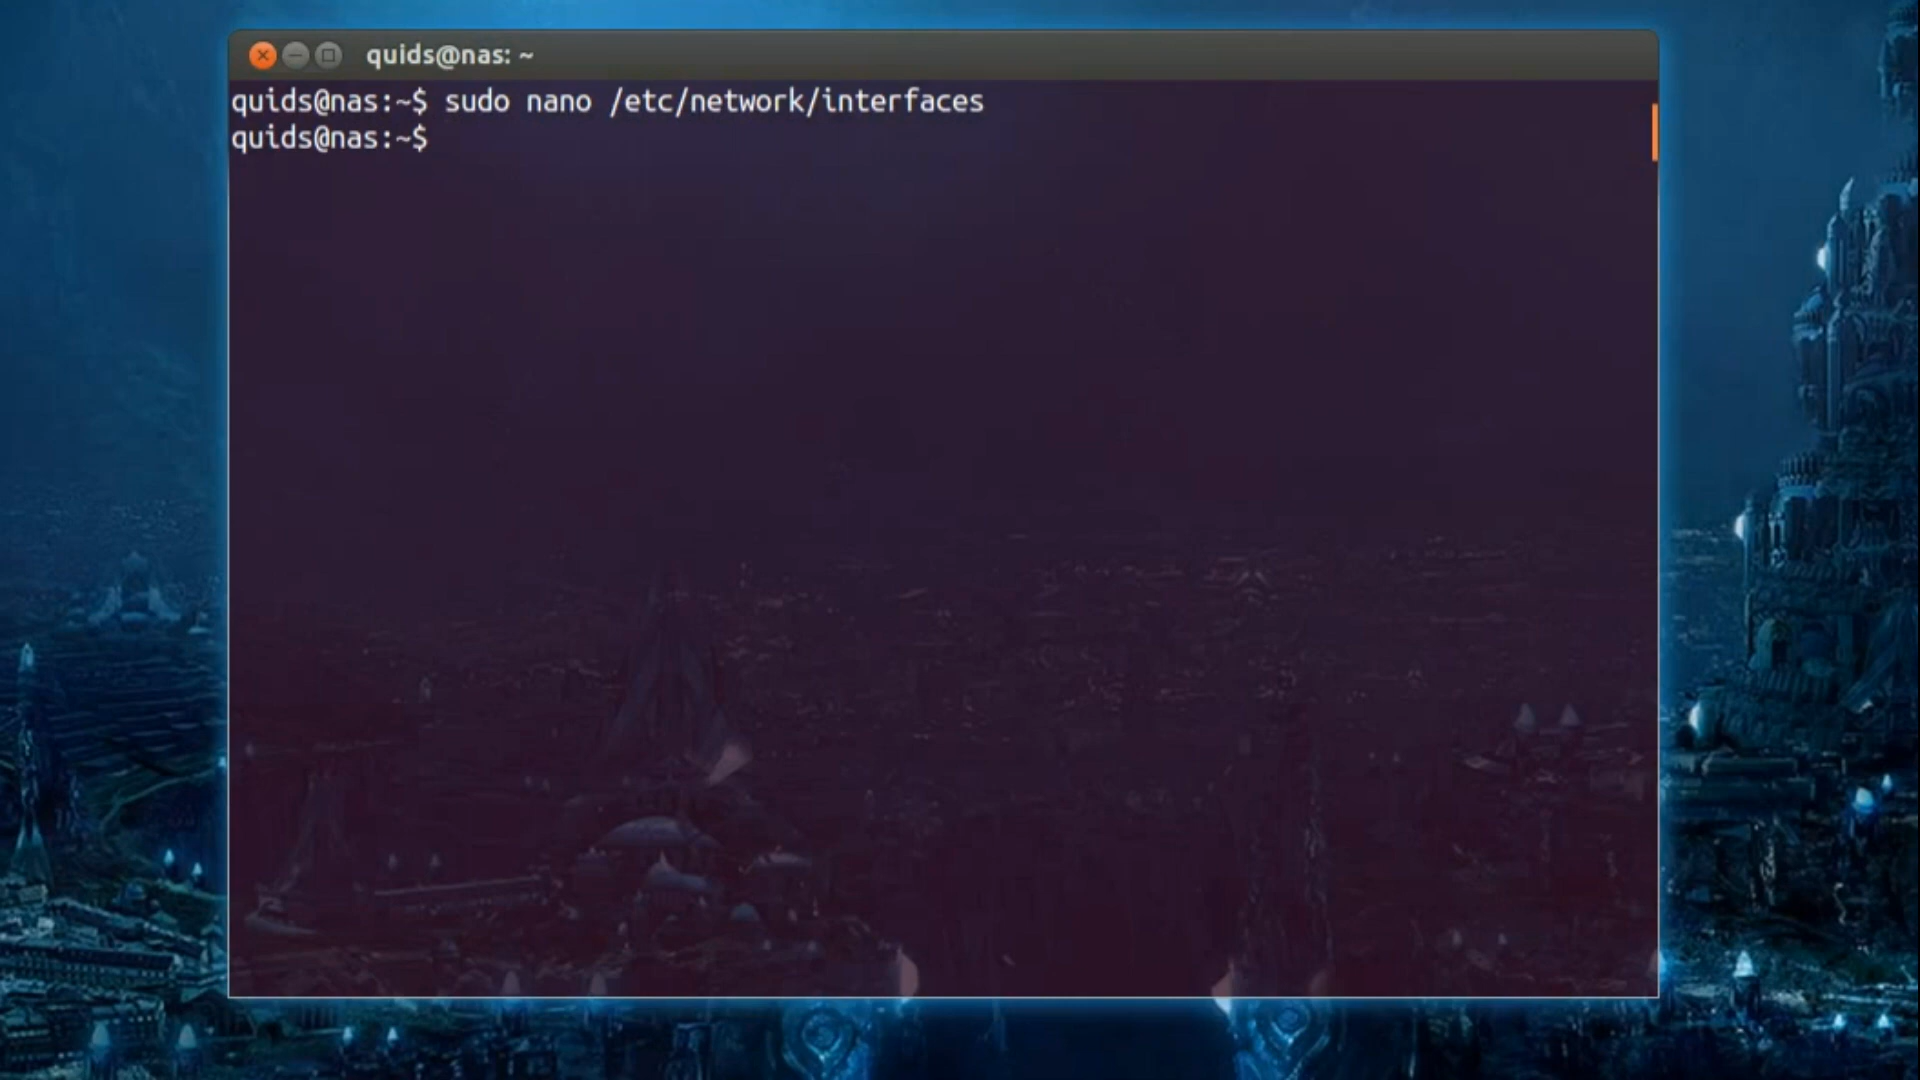 quids@nas: ~
quids@nas:~$ sudo nano /etc/network/interfaces
quids@nas:~$